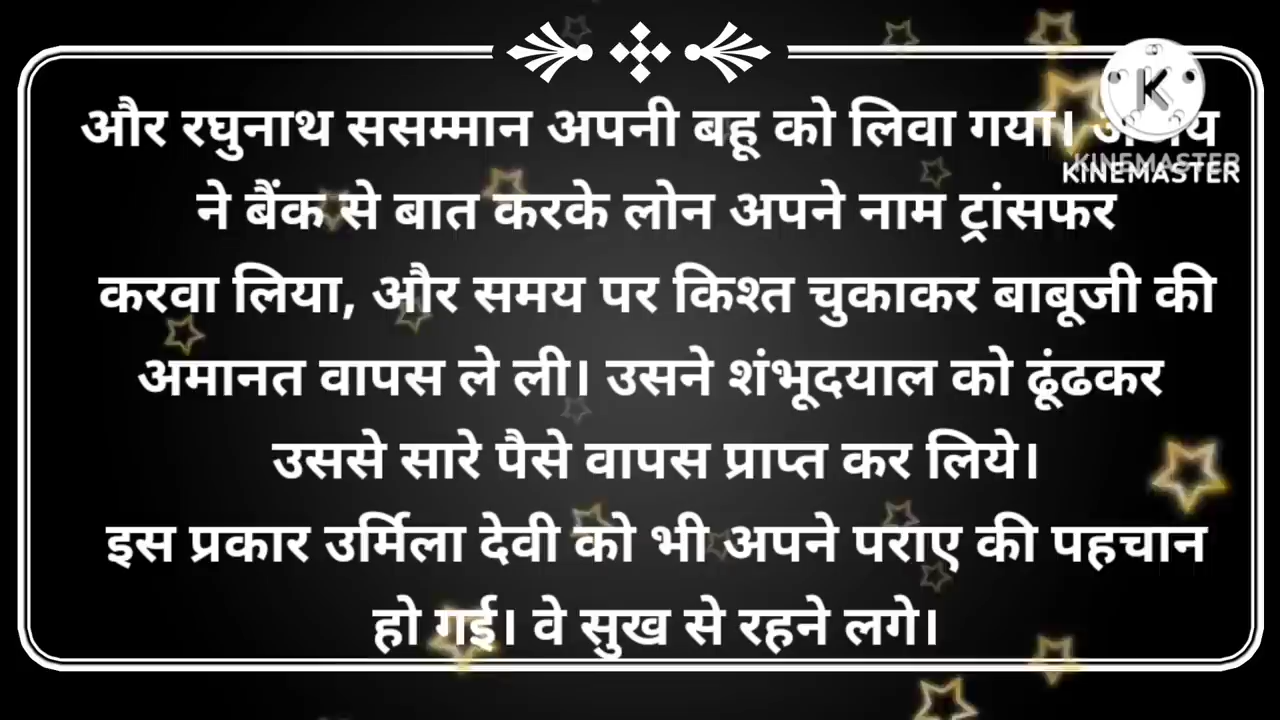 और रघुनाथ ससम्मान अपनी बहू को लिवा गया।
ने बैंक से बात करके लोन अपने नाम ट्रांसफर
करवा लिया, और समय पर किश्त चुकाकर बाबूजी की
अमानत वापस ले ली। उसने शंभूदयाल को ढूंढकर
उससे सारे पैसे वापस प्राप्त कर लिये।
इस प्रकार उर्मिला देवी को भी अपने पराए की पहचान
हो गई। वे सुख से रहने लगे।
K
KINEMASTER
KINEMASTER